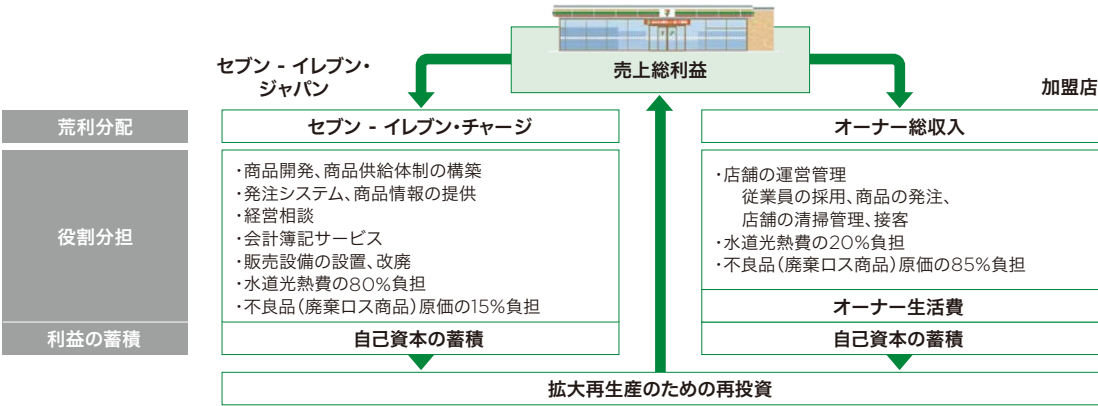 セブン - イレブン・
ジャパン
売上総利益
加盟店
荒利分配
セブン - イレブン・チャージ
オーナー総収入
役割分担
・商品開発、商品供給体制の構築
・発注システム、商品情報の提供
・経営相談
・会計簿記サービス
・販売設備の設置、改廃
・水道光熱費の80%負担
・不良品(廃棄ロス商品)原価の15%負担
・店舗の運営管理
従業員の採用、商品の発注、
店舗の清掃管理、接客
・水道光熱費の20%負担
・不良品(廃棄ロス商品)原価の85%負担
オーナー生活費
利益の蓄積
自己資本の蓄積
自己資本の蓄積
拡大再生産のための再投資